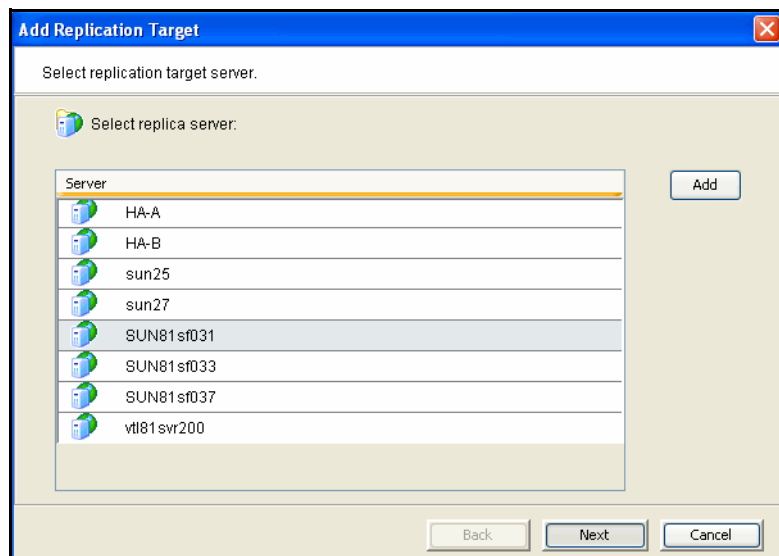 Add Replication Target
Select replication target server.
Select replica server:
Server
Add
HA-A
HA-B
sun25
sun27
SUN81sf031
SUN81sf033
SUN81sf037
vtl81svr200
Back
Next
Cancel